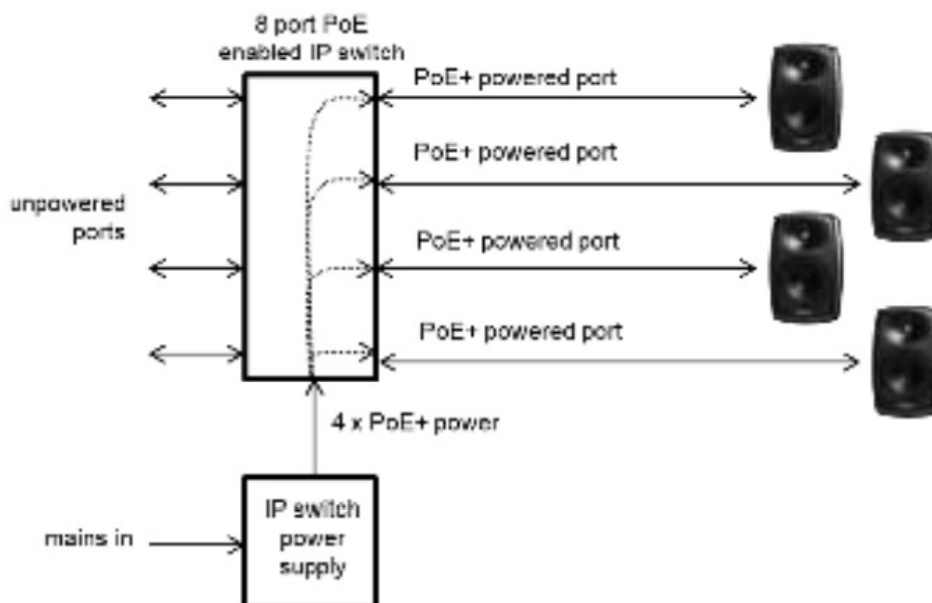 8 port PoE
enabled IP switch
PoE+ powered port
PoE+ powered port
unpowered
ports
PoE+ powered port
PoE+ powered port
4 x PoE+ power
IP switch
power
supply
mains in